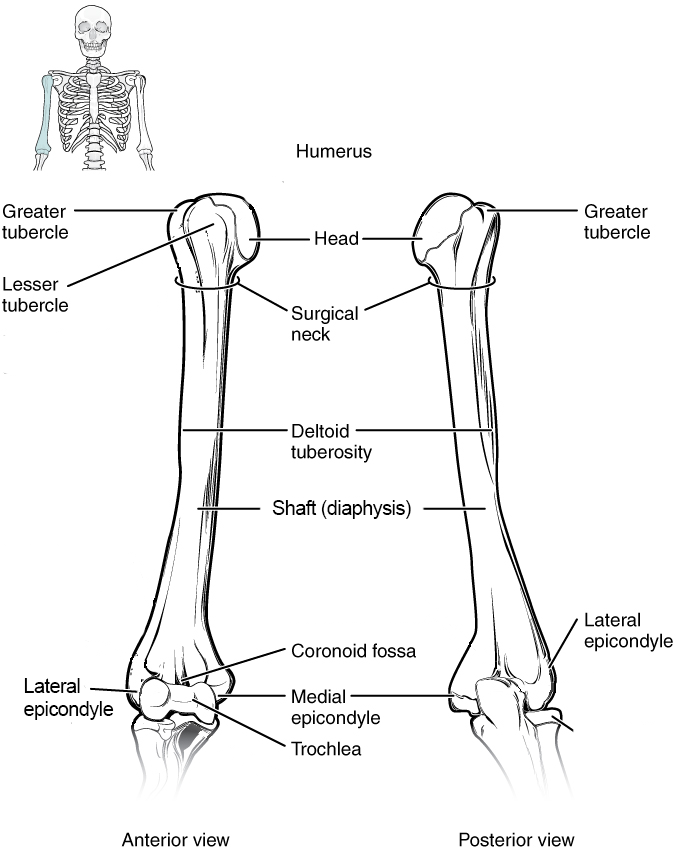 Humerus
Greater
tubercle
Lesser
tubercle
Head
Greater
tubercle
Surgical
neck
Deltoid
tuberosity
Shaft (diaphysis)
Lateral
epicondyle
Coronoid fossa
Lateral
epicondyle
Medial
epicondyle
Trochlea
Anterior view
Posterior view